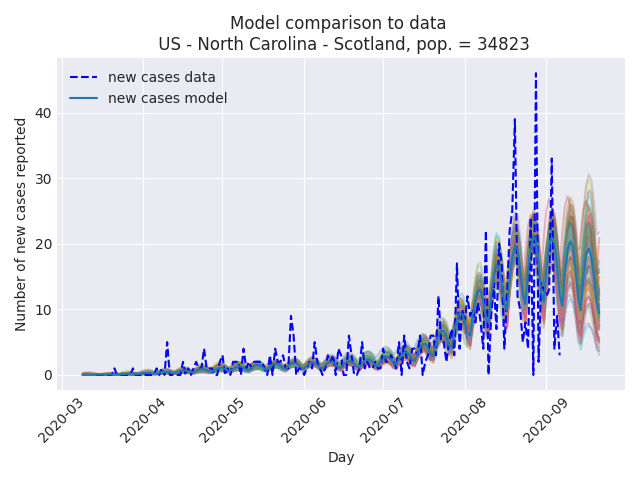 Model comparison to data
US - North Carolina - Scotland, pop. = 34823
new cases data
new cases model
Number of new cases reported
40
30
20
10
0
2020-03
2020-04
2020-05
2020-06
2020-07
2020-08
2020-09
Day